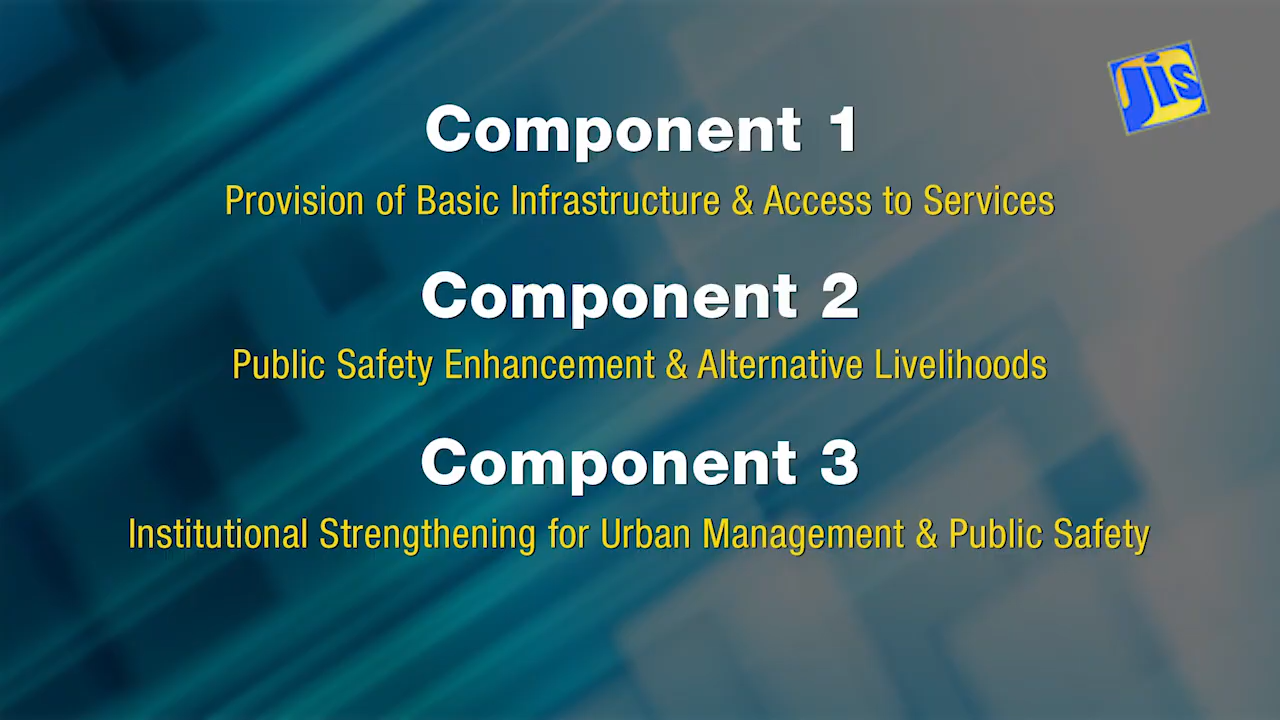 Jis
Component 1
Provision of Basic Infrastructure & Access to Services
Component 2
Public Safety Enhancement & Alternative Livelihoods
Component 3
Institutional Strengthening for Urban Management & Public Safety